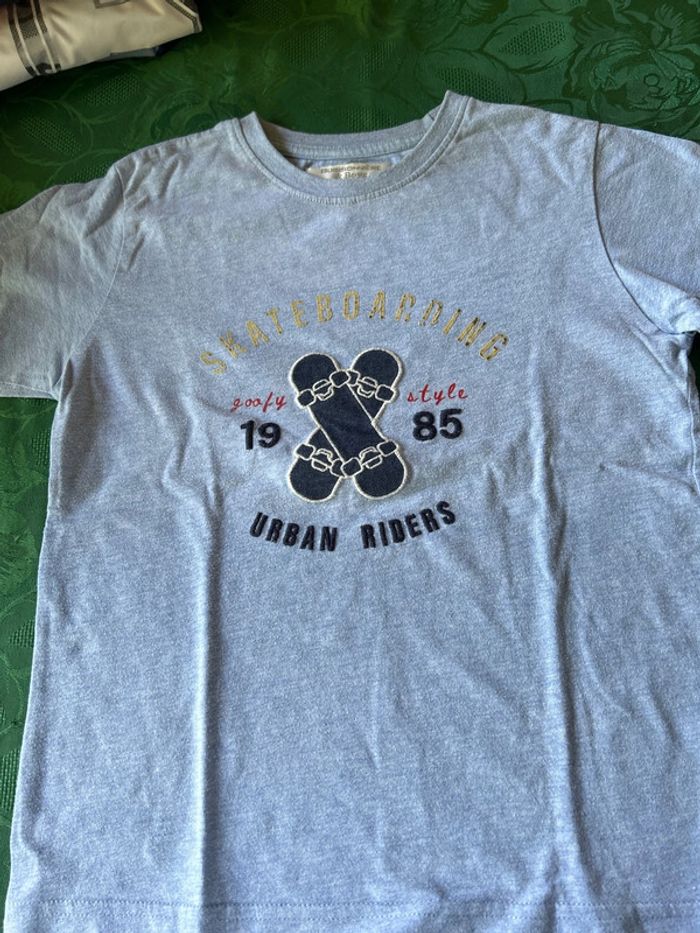 SKATEBOARDING
goofy style
19 85
URBAN RIDERS